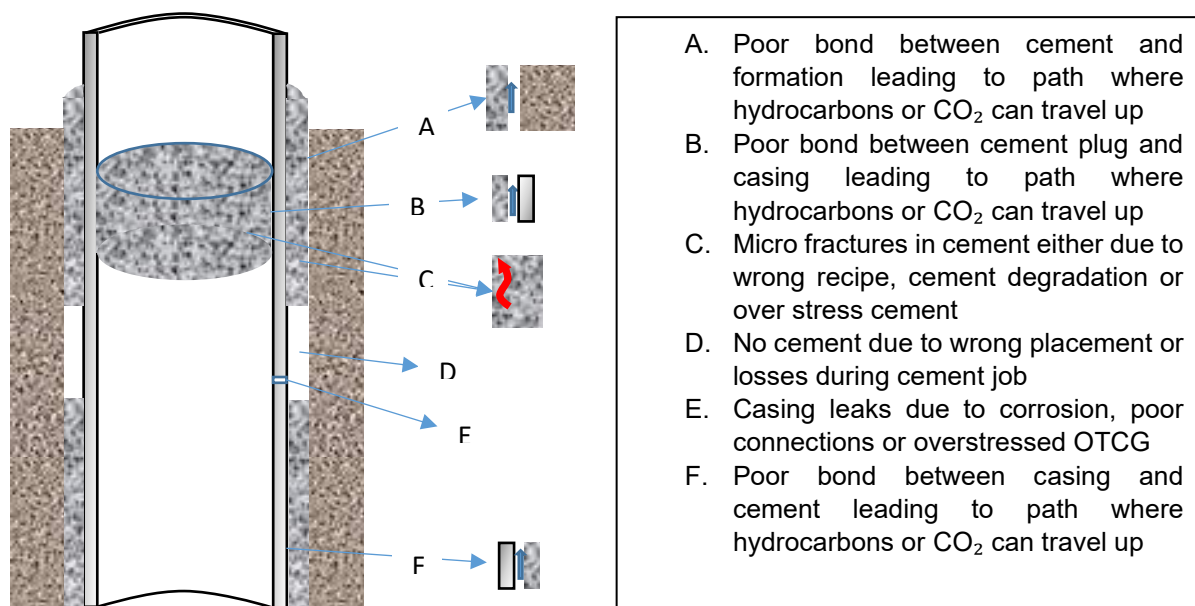 A
B
C
D
E
F
A. Poor bond between cement and
formation leading to path where
hydrocarbons or CO₂ can travel up
B. Poor bond between cement plug and
casing leading to path where
hydrocarbons or CO₂ can travel up
C. Micro fractures in cement either due to
wrong recipe, cement degradation or
over stress cement
D. No cement due to wrong placement or
losses during cement job
E. Casing leaks due to corrosion, poor
connections or overstressed OTCG
F. Poor bond between casing and
cement leading to path where
hydrocarbons or CO₂ can travel up